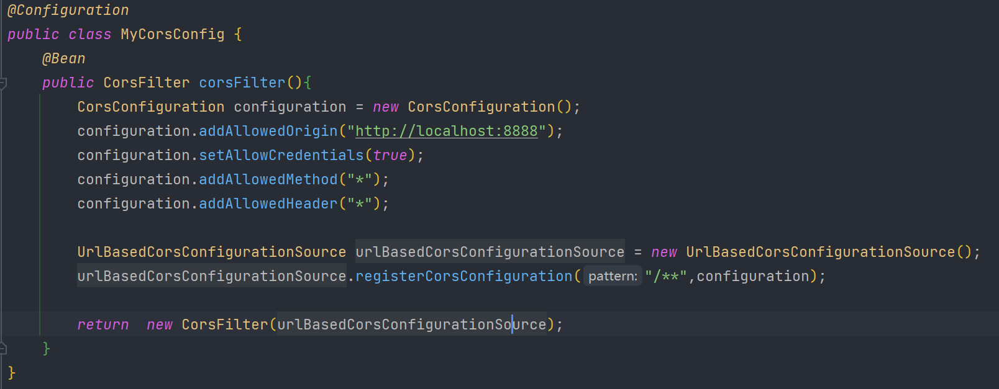 @Configuration
public class MyCorsConfig {
@Bean
public CorsFilter corsFilter(){
CorsConfiguration configuration = new CorsConfiguration();
configuration.addAllowedOrigin("http://localhost:8888");
configuration.setAllowCredentials(true);
configuration.addAllowedMethod("*");
configuration.addAllowedHeader("*");
UrlBasedCorsConfigurationSource urlBasedCorsConfigurationSource = new UrlBasedCorsConfigurationSource();
urlBasedCorsConfigurationSource.registerCorsConfiguration( pattern: "/**",configuration);
return  new CorsFilter(urlBasedCorsConfigurationSource);
}
}